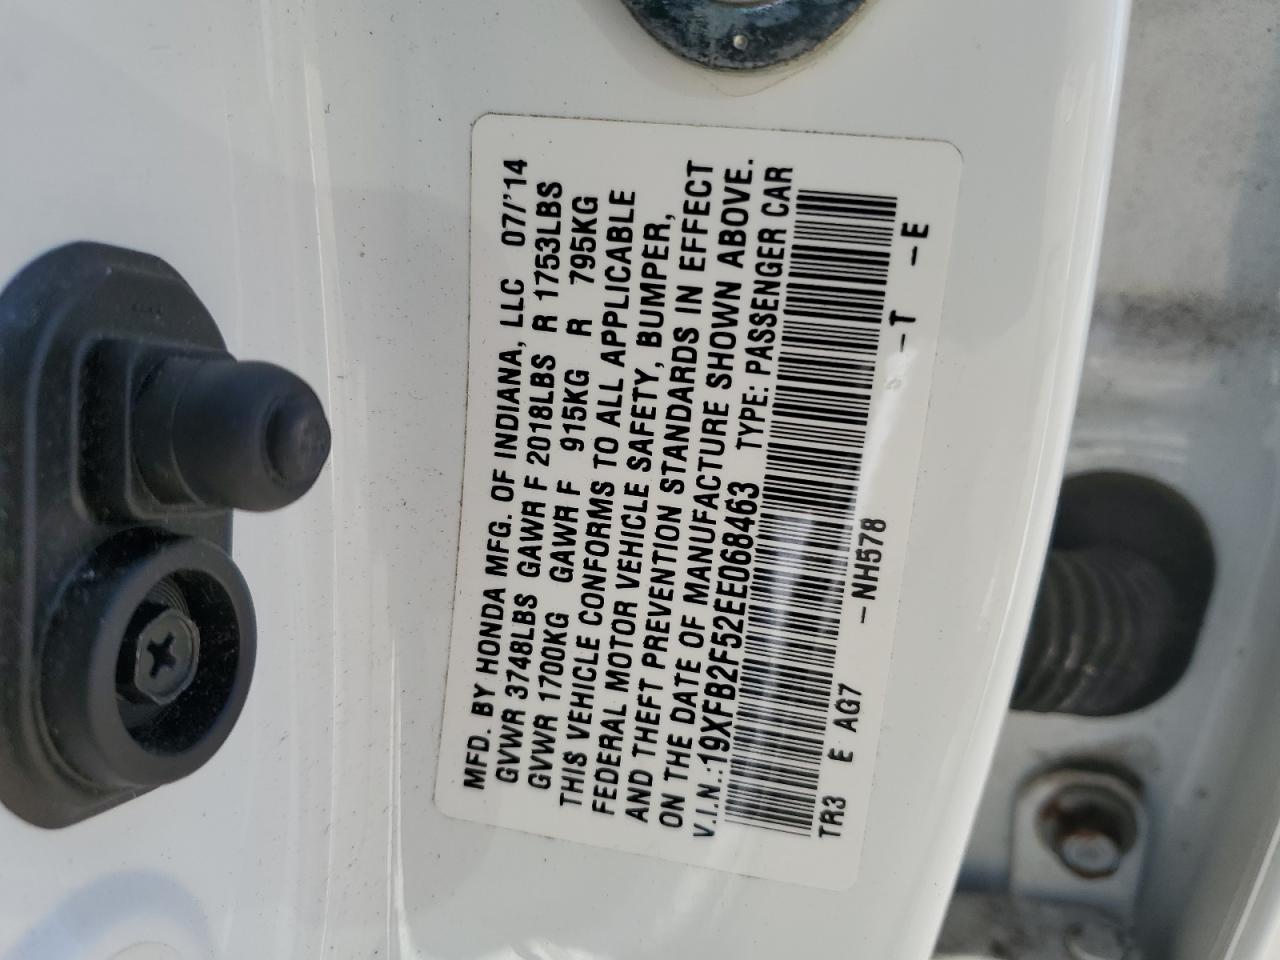 MFD. BY HONDA MFG. OF INDIANA, LLC 07/'14
GVWR 3748LBS GAWR F 2018LBS R 1753LBS
GVWR 1700KG GAWR F 915KG R 795KG
THIS VEHICLE CONFORMS TO ALL APPLICABLE
FEDERAL MOTOR VEHICLE SAFETY, BUMPER,
AND THEFT PREVENTION STANDARDS IN EFFECT
ON THE DATE OF MANUFACTURE SHOWN ABOVE.
V.I.N.:19XFB2F52EE068463 TYPE: PASSENGER CAR
TR3 E AG7 -NH578 -T -E